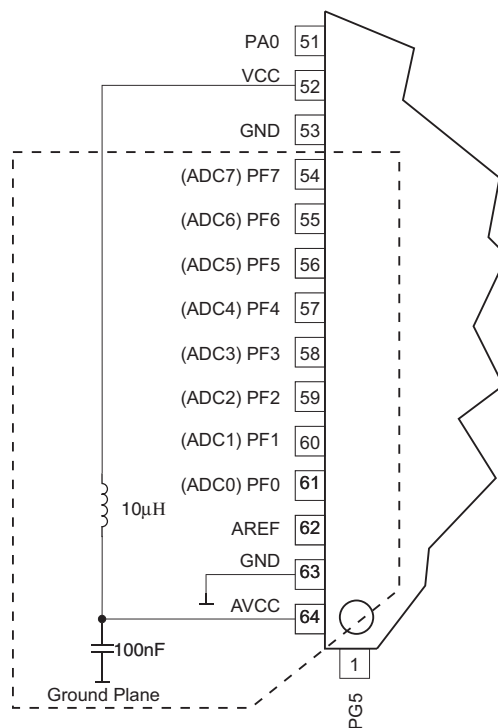 PA0 51
VCC 52
GND 53
(ADC7) PF7 54
(ADC6) PF6 55
(ADC5) PF5 56
(ADC4) PF4 57
(ADC3) PF3 58
(ADC2) PF2 59
(ADC1) PF1 60
(ADC0) PF0 61
10µH
AREF 62
GND 63
AVCC 64
100nF
Ground Plane
1
PG5